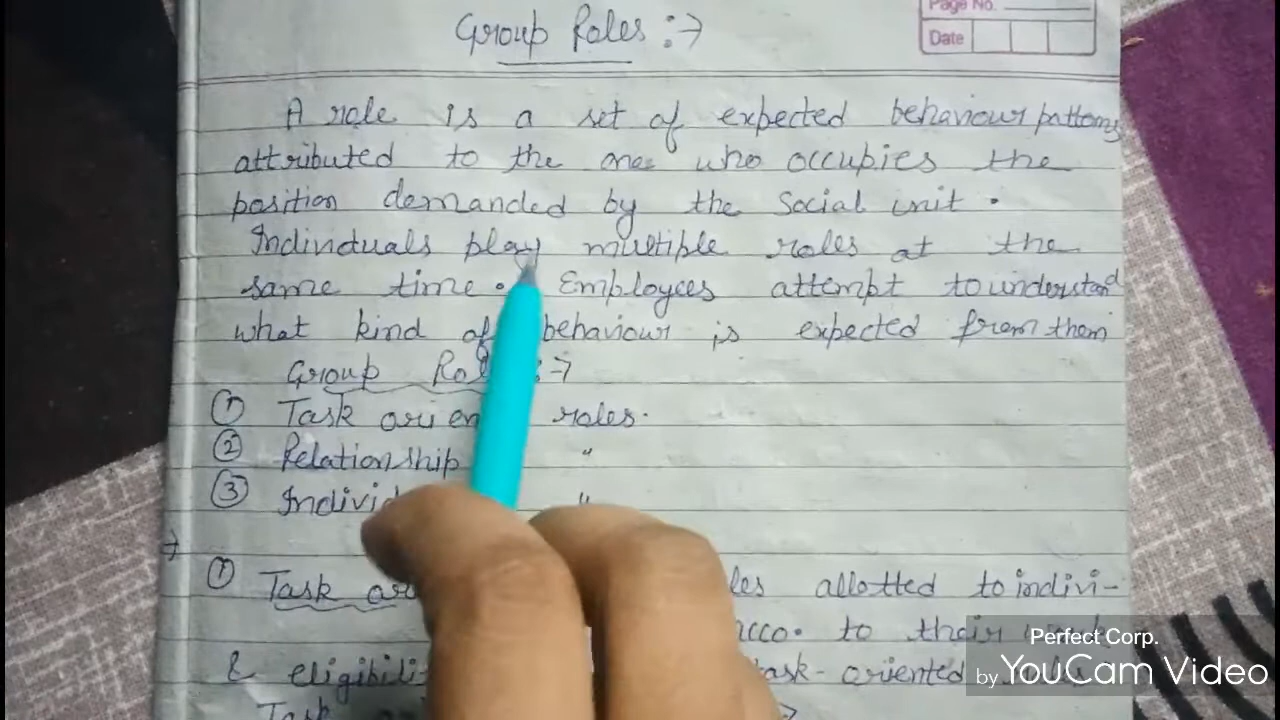 Page No.
Date
Group Roles :→
A role is a set of expected behaviour patterns
attributed to the one who occupies the
position demanded by the social unit.
Individuals play multiple roles at the
same time. Employees attempt to understand
what kind of behaviour is expected from them
Group :→
① Task roles.
② Relationship "
③ "
① Task allotted to indivi-
acco. to their
& oriented
Task
Perfect Corp.
by YouCam Video